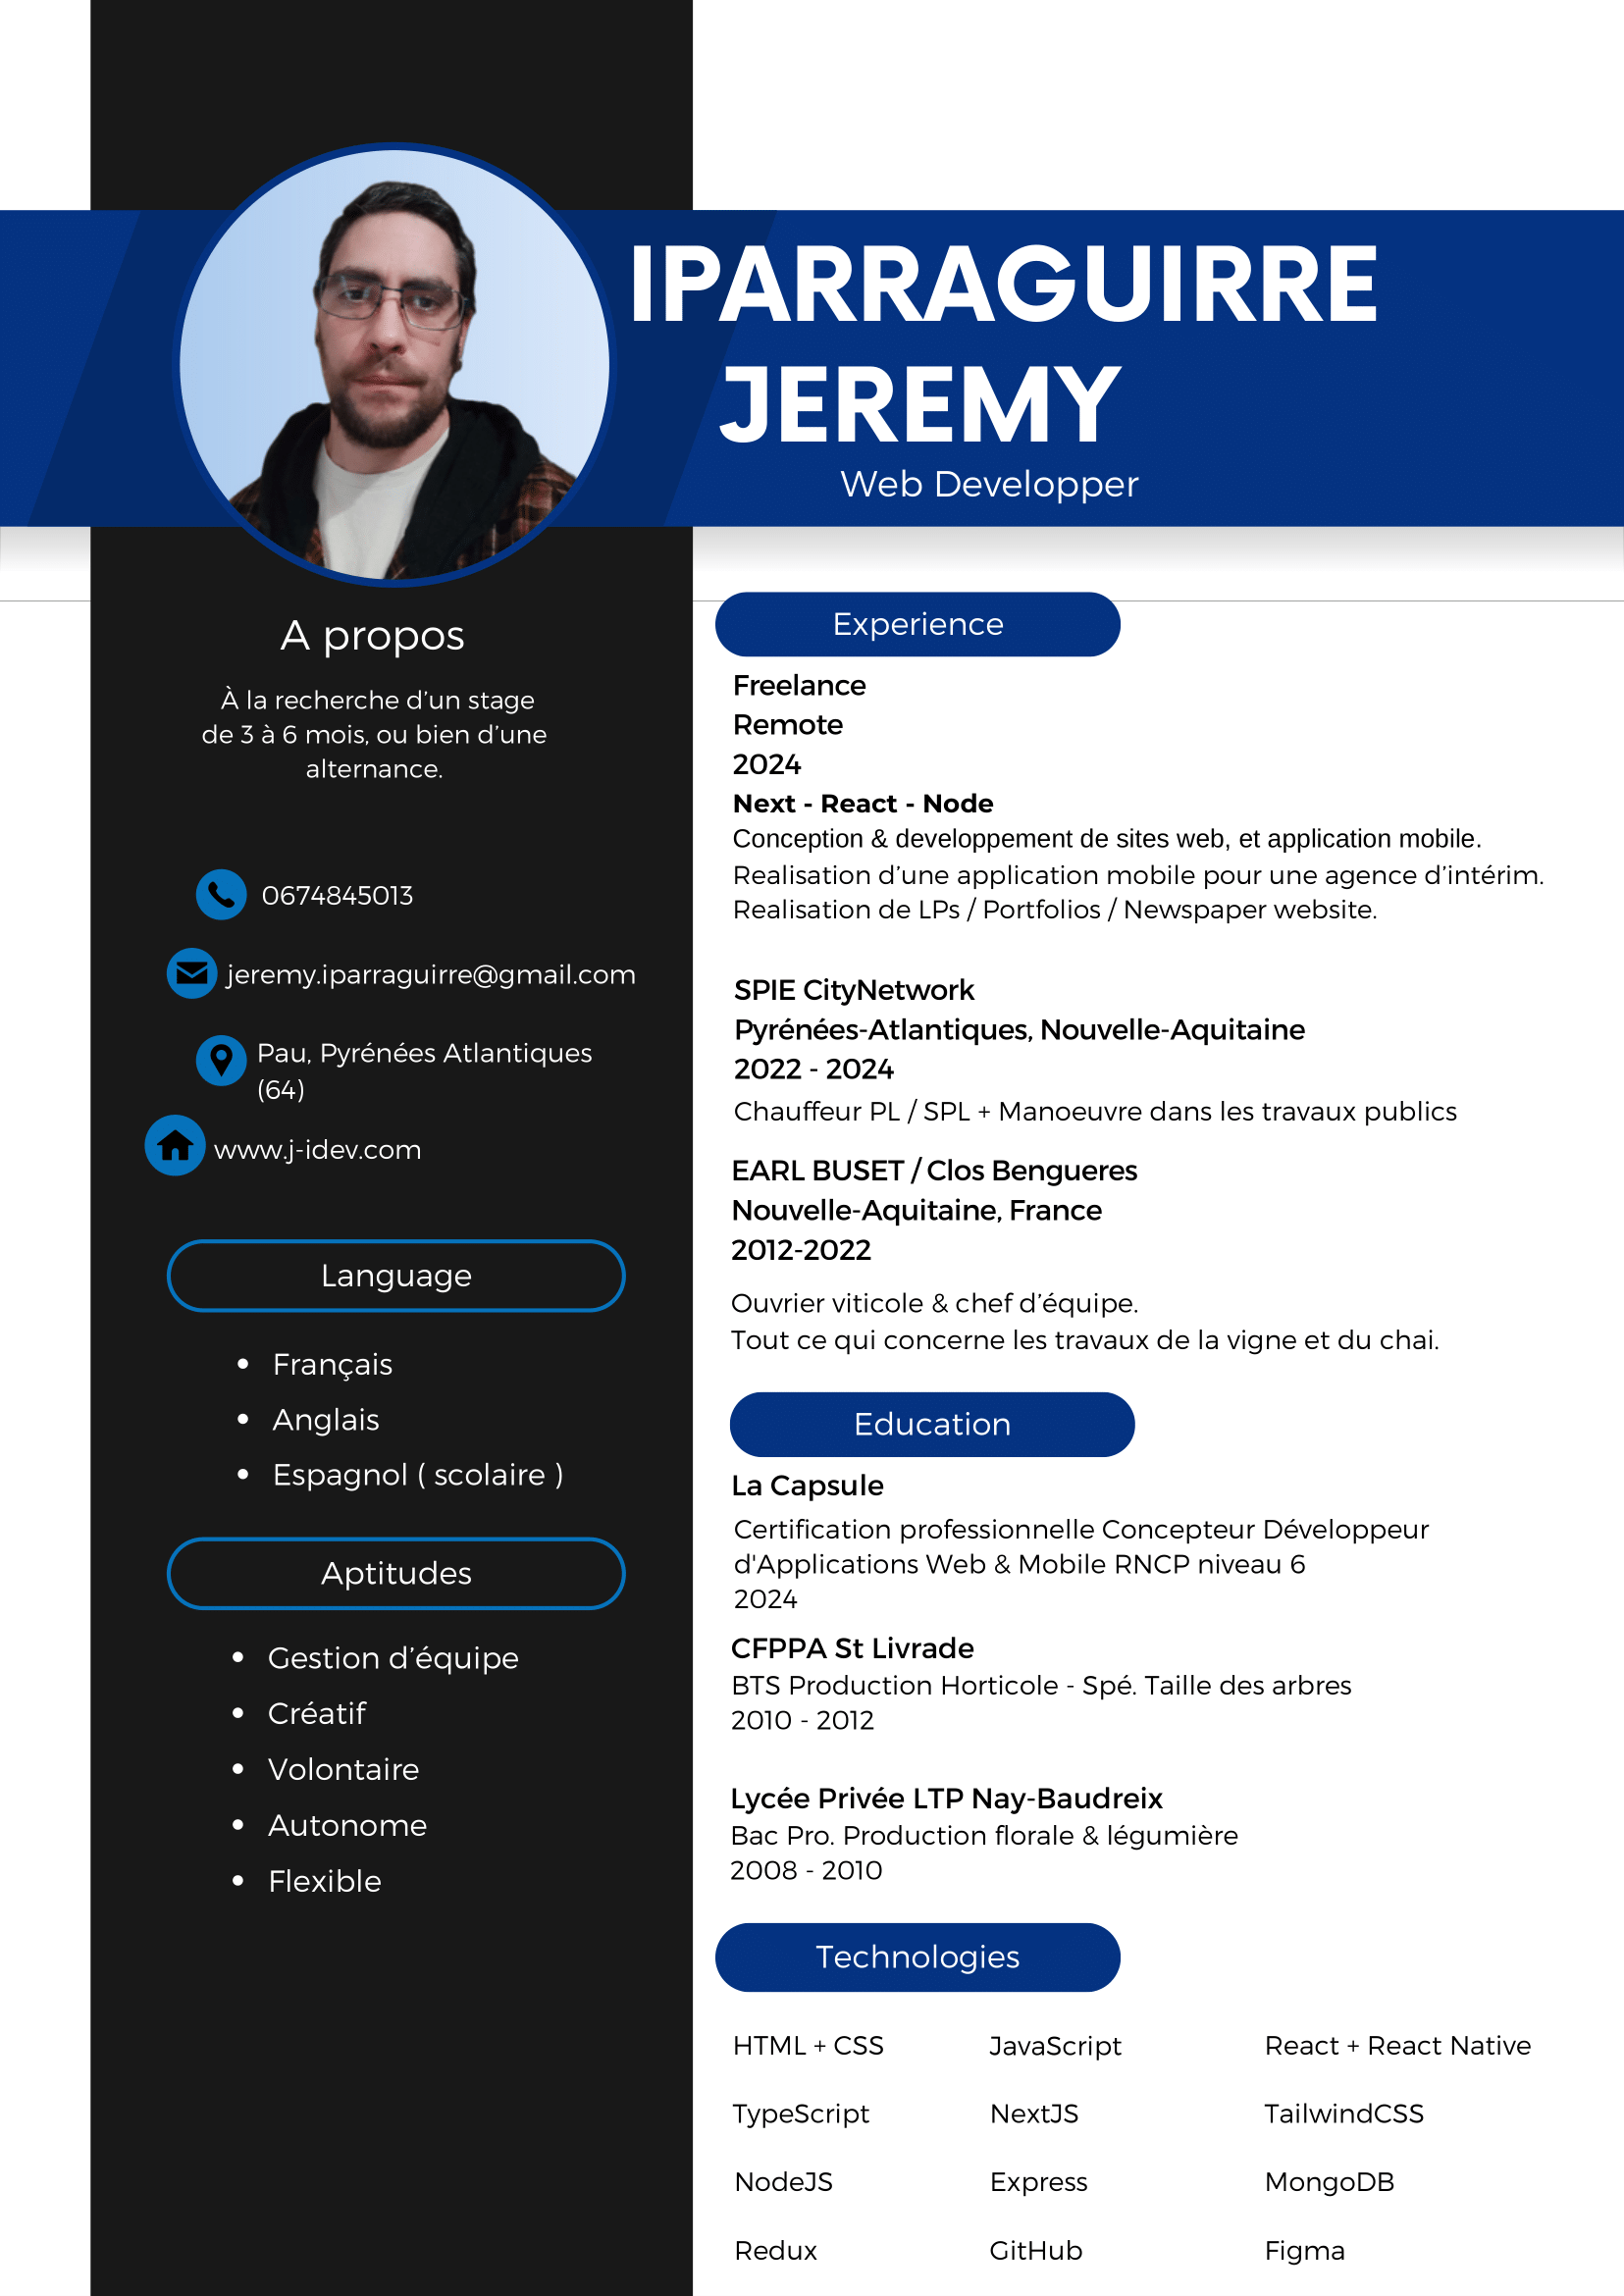 IPARRAGUIRRE
JEREMY
Web Developper
A propos
À la recherche d’un stage
de 3 à 6 mois, ou bien d’une
alternance.
0674845013
jeremy.iparraguirre@gmail.com
Pau, Pyrénées Atlantiques
(64)
www.j-idev.com
Language
• Français
• Anglais
• Espagnol ( scolaire )
Aptitudes
• Gestion d’équipe
• Créatif
• Volontaire
• Autonome
• Flexible
Experience
Freelance
Remote
2024
Next - React - Node
Conception & developpement de sites web, et application mobile.
Realisation d’une application mobile pour une agence d’intérim.
Realisation de LPs / Portfolios / Newspaper website.
SPIE CityNetwork
Pyrénées-Atlantiques, Nouvelle-Aquitaine
2022 - 2024
Chauffeur PL / SPL + Manoeuvre dans les travaux publics
EARL BUSET / Clos Bengueres
Nouvelle-Aquitaine, France
2012-2022
Ouvrier viticole & chef d’équipe.
Tout ce qui concerne les travaux de la vigne et du chai.
Education
La Capsule
Certification professionnelle Concepteur Développeur
d'Applications Web & Mobile RNCP niveau 6
2024
CFPPA St Livrade
BTS Production Horticole - Spé. Taille des arbres
2010 - 2012
Lycée Privée LTP Nay-Baudreix
Bac Pro. Production florale & légumière
2008 - 2010
Technologies
HTML + CSS JavaScript React + React Native
TypeScript NextJS TailwindCSS
NodeJS Express MongoDB
Redux GitHub Figma